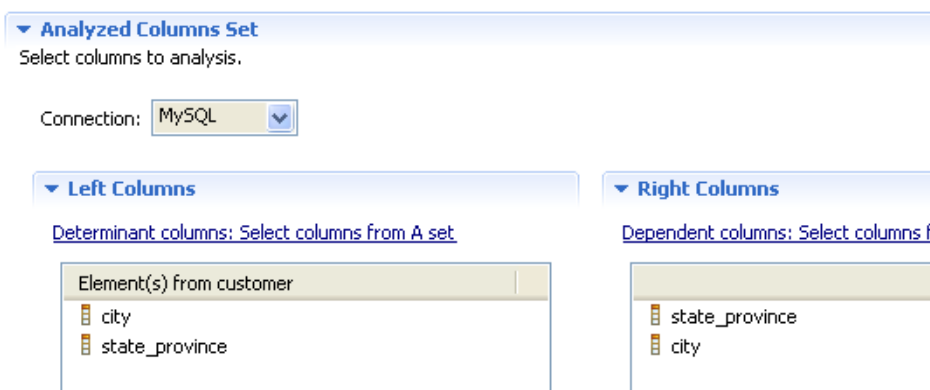 Analyzed Columns Set
Select columns to analysis.
Connection: MySQL
Left Columns
Right Columns
Determinant columns: Select columns from A set
Dependent columns: Select columns
Element(s) from customer
city
state_province
state_province
city